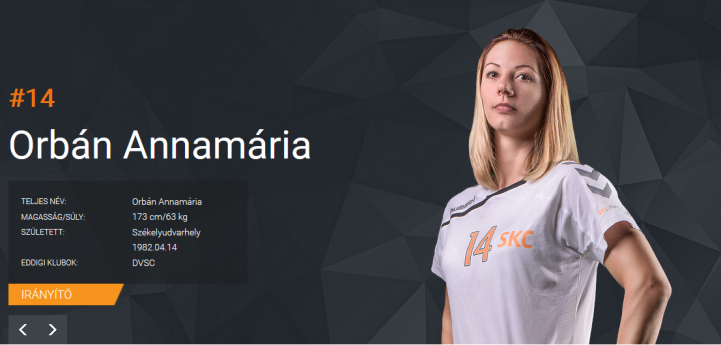 #14
Orbán Annamária
TELJES NÉV: Orbán Annamária
MAGASSÁG/SÚLY: 173 cm/63 kg
SZÜLETETT: Székelyudvarhely
1982.04.14
EDDIGI KLUBOK: DVSC
IRÁNYÍTÓ
14 SKC